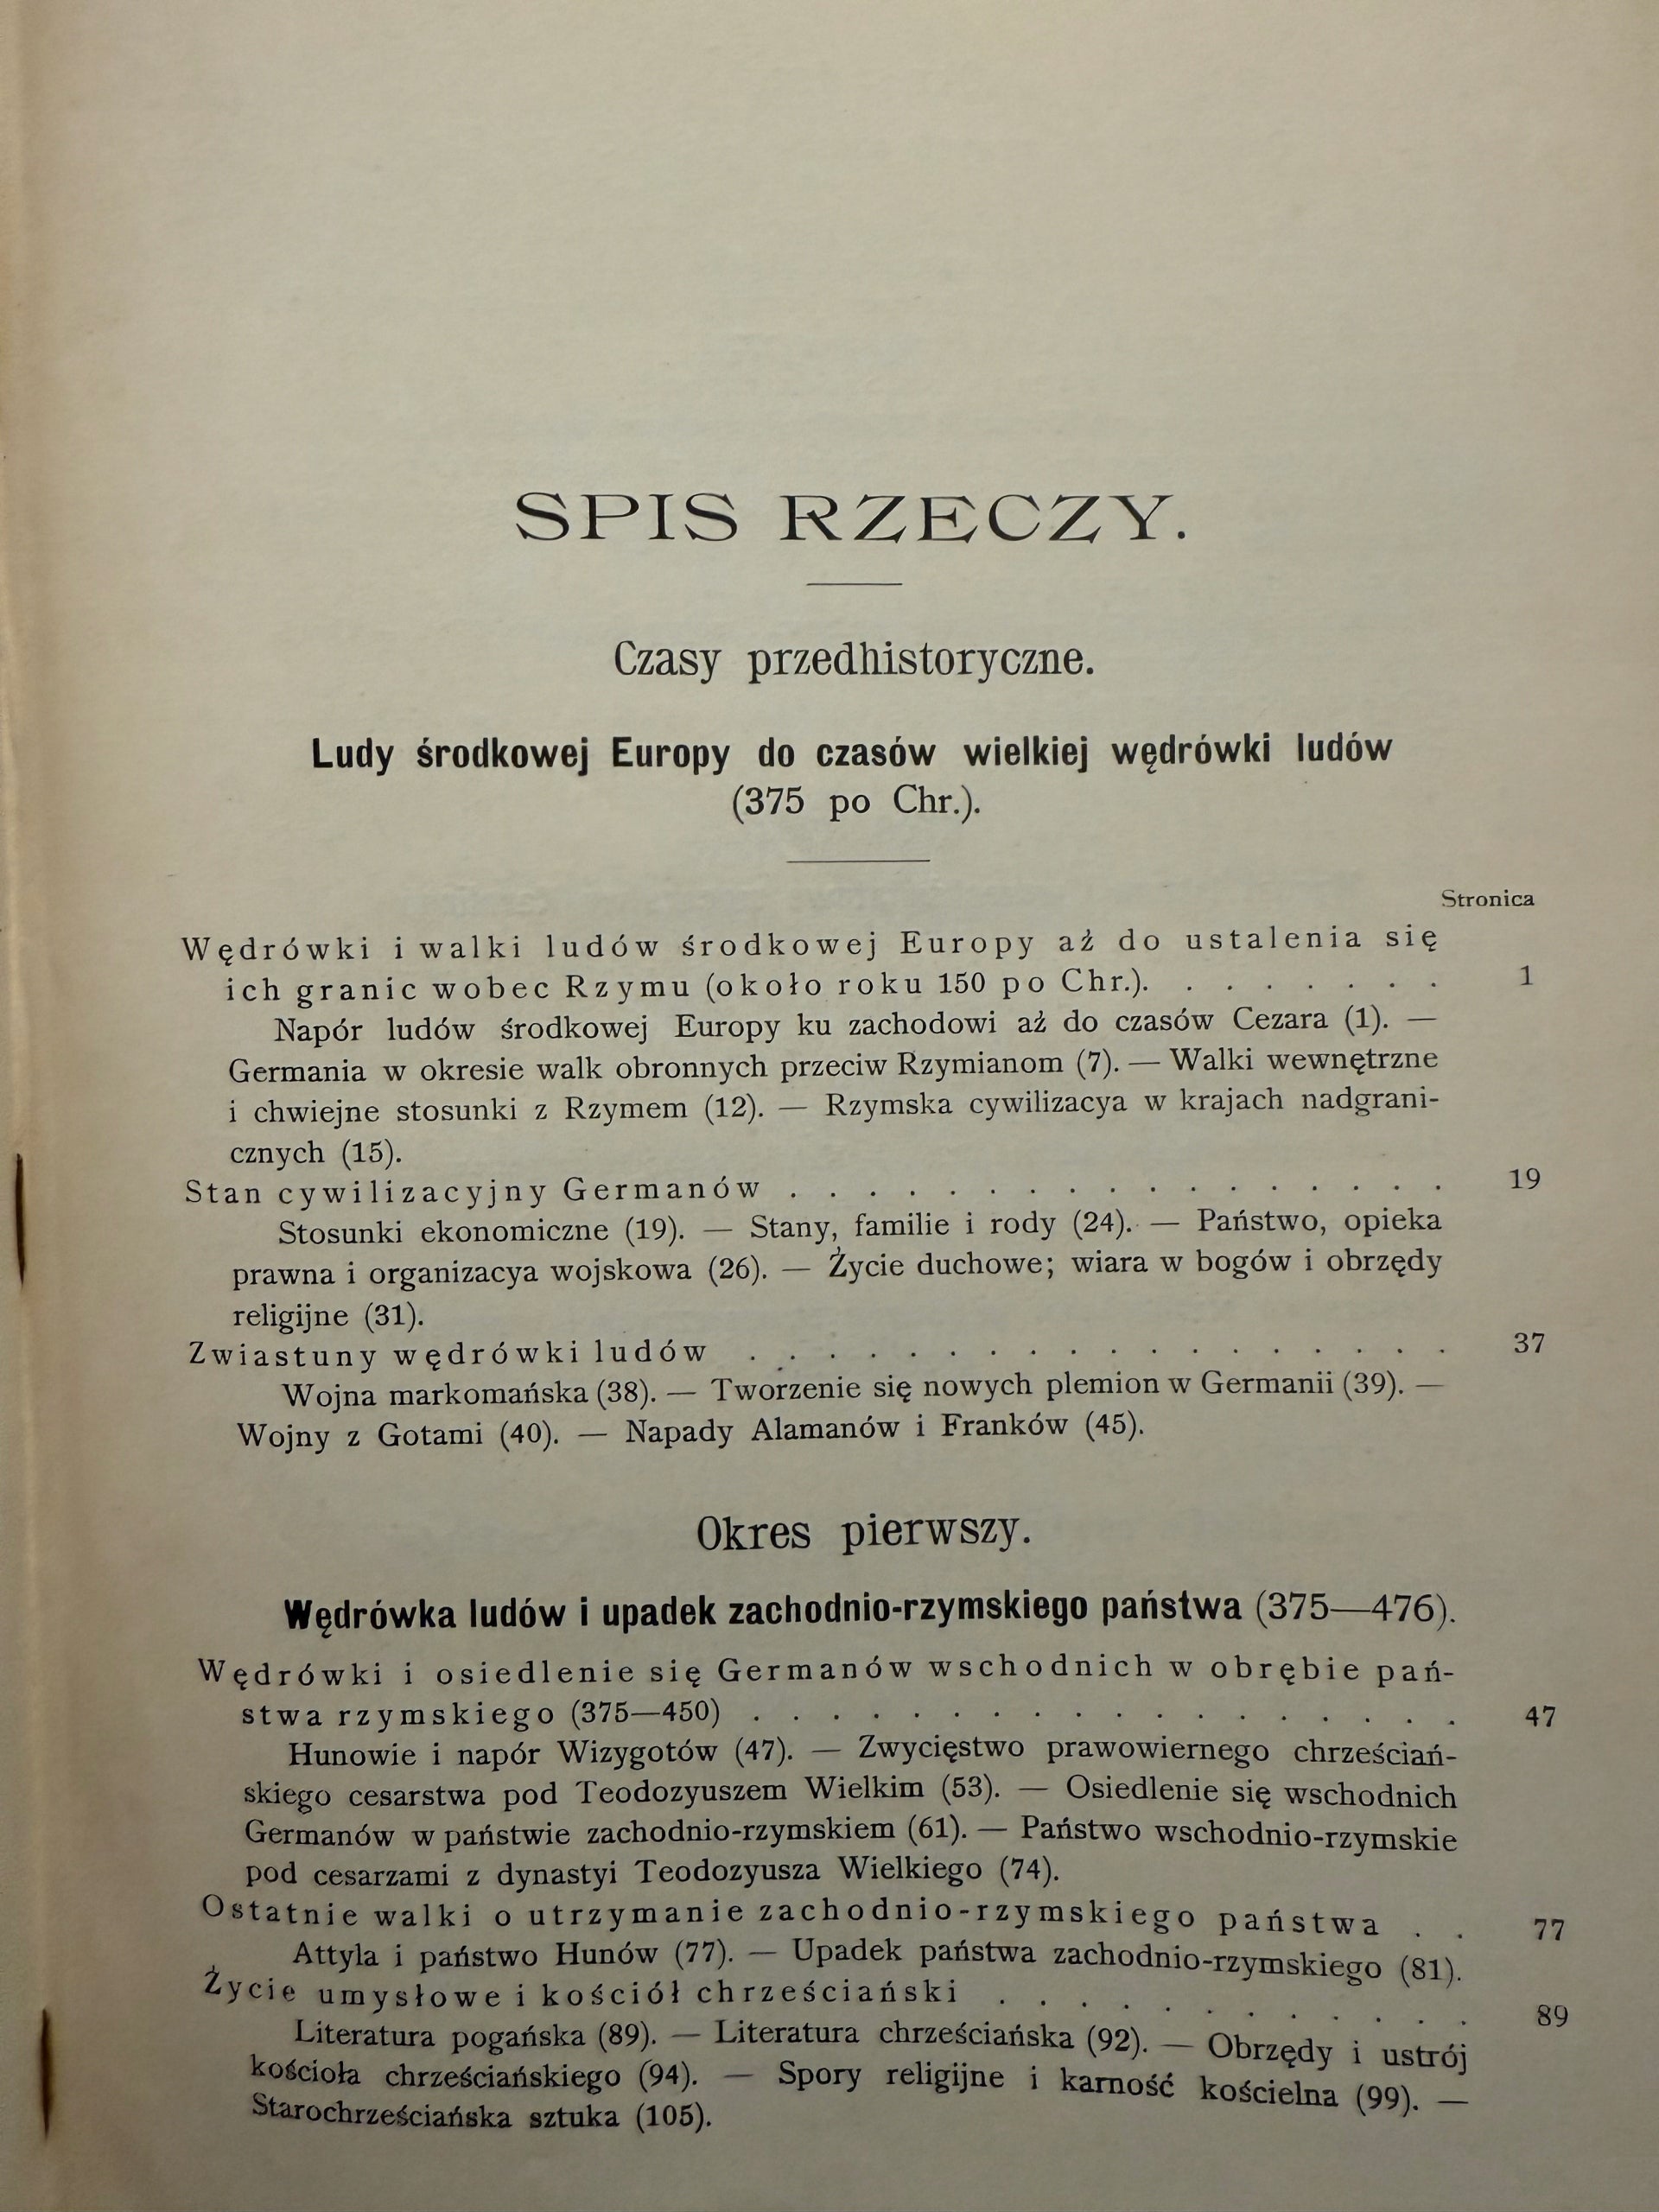 SPIS RZECZY.
Czasy przedhistoryczne.
Ludy środkowej Europy do czasów wielkiej wędrówki ludów
(375 po Chr.).
Stronica
Wędrówki i walki ludów środkowej Europy aż do ustalenia się
ich granic wobec Rzymu (około roku 150 po Chr.). . . . . . . . 1
Napór ludów środkowej Europy ku zachodowi aż do czasów Cezara (1). —
Germania w okresie walk obronnych przeciw Rzymianom (7). — Walki wewnętrzne
i chwiejne stosunki z Rzymem (12). — Rzymska cywilizacya w krajach nadgrani-
cznych (15).
Stan cywilizacyjny Germanów . . . . . . . . . . . . . . . . . 19
Stosunki ekonomiczne (19). — Stany, familie i rody (24). — Państwo, opieka
prawna i organizacya wojskowa (26). — Życie duchowe; wiara w bogów i obrzędy
religijne (31).
Zwiastuny wędrówki ludów . . . . . . . . . . . . . . . . . . 37
Wojna markomańska (38). — Tworzenie się nowych plemion w Germanii (39). —
Wojny z Gotami (40). — Napady Alamanów i Franków (45).
Okres pierwszy.
Wędrówka ludów i upadek zachodnio-rzymskiego państwa (375—476).
Wędrówki i osiedlenie się Germanów wschodnich w obrębie pań-
stwa rzymskiego (375—450) . . . . . . . . . . . . . . . . . . 47
Hunowie i napór Wizygotów (47). — Zwycięstwo prawowiernego chrześciań-
skiego cesarstwa pod Teodozyuszem Wielkim (53). — Osiedlenie się wschodnich
Germanów w państwie zachodnio-rzymskiem (61). — Państwo wschodnio-rzymskie
pod cesarzami z dynastyi Teodozyusza Wielkiego (74).
Ostatnie walki o utrzymanie zachodnio-rzymskiego państwa . . 77
Attyla i państwo Hunów (77). — Upadek państwa zachodnio-rzymskiego (81).
Życie umysłowe i kościół chrześciański . . . . . . . . . . . . 89
Literatura pogańska (89). — Literatura chrześciańska (92). — Obrzędy i ustrój
kościoła chrześciańskiego (94). — Spory religijne i karność kościelna (99). —
Starochrześciańska sztuka (105).